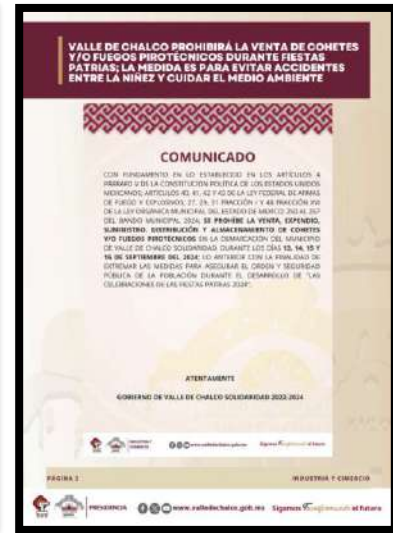 VALLE DE CHALCO PROHIBIRÁ LA VENTA DE COHETES
Y/O FUEGOS PIROTÉCNICOS DURANTE FIESTAS
PATRIAS; LA MEDIDA ES PARA EVITAR ACCIDENTES
ENTRE LA NIÑEZ Y CUIDAR EL MEDIO AMBIENTE
COMUNICADO
CON FUNDAMENTO EN LO ESTABLECIDO EN LOS ARTÍCULOS 4
PÁRRAFO V DE LA CONSTITUCIÓN POLÍTICA DE LOS ESTADOS UNIDOS
MEXICANOS; ARTÍCULOS 40, 41, 42 Y 43 DE LA LEY FEDERAL DE ARMAS
DE FUEGO Y EXPLOSIVOS; 27, 29, 31 FRACCIÓN I Y 48 FRACCIÓN XVI
DE LA LEY ORGÁNICA MUNICIPAL DEL ESTADO DE MÉXICO 250 AL 267
DEL BANDO MUNICIPAL 2024, SE PROHÍBE LA VENTA, EXPENDIO,
SUMINISTRO, DISTRIBUCIÓN Y ALMACENAMIENTO DE COHETES
Y/O FUEGOS PIROTÉCNICOS EN LA DEMARCACIÓN DEL MUNICIPIO
DE VALLE DE CHALCO SOLIDARIDAD DURANTE LOS DÍAS 13, 14, 15 Y
16 DE SEPTIEMBRE DEL 2024; LO ANTERIOR CON LA FINALIDAD DE
EXTREMAR LAS MEDIDAS PARA ASEGURAR EL ORDEN Y SEGURIDAD
PÚBLICA DE LA POBLACIÓN DURANTE EL DESARROLLO DE "LAS
CELEBRACIONES DE LAS FIESTAS PATRIAS 2024".
ATENTAMENTE
GOBIERNO DE VALLE DE CHALCO SOLIDARIDAD 2022-2024
PÁGINA 2
INDUSTRIA Y COMERCIO
PRESIDENCIA www.valledechalco.gob.mx Sigamos al futuro